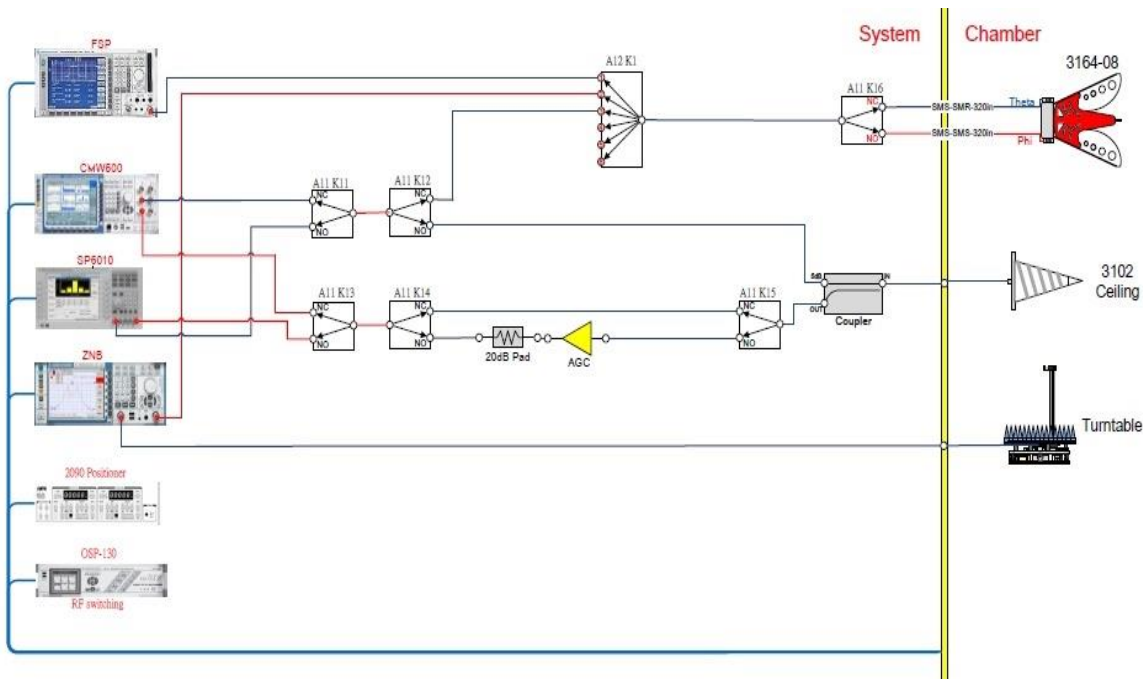 System
Chamber
FSP
A12 K1
3164-08
A11 K16
NC
NO
SMS-SMR-320in
Theta
SMS-SMS-320in
Phi
CMW600
A11 K11
NC
NO
A11 K12
NC
NO
SP6010
3102
Ceiling
IN
OUT
Coupler
A11 K13
NC
NO
A11 K14
NC
NO
A11 K15
NC
NO
20dB Pad
AGC
ZNB
Turntable
2090 Positioner
OSP-130
RF switching